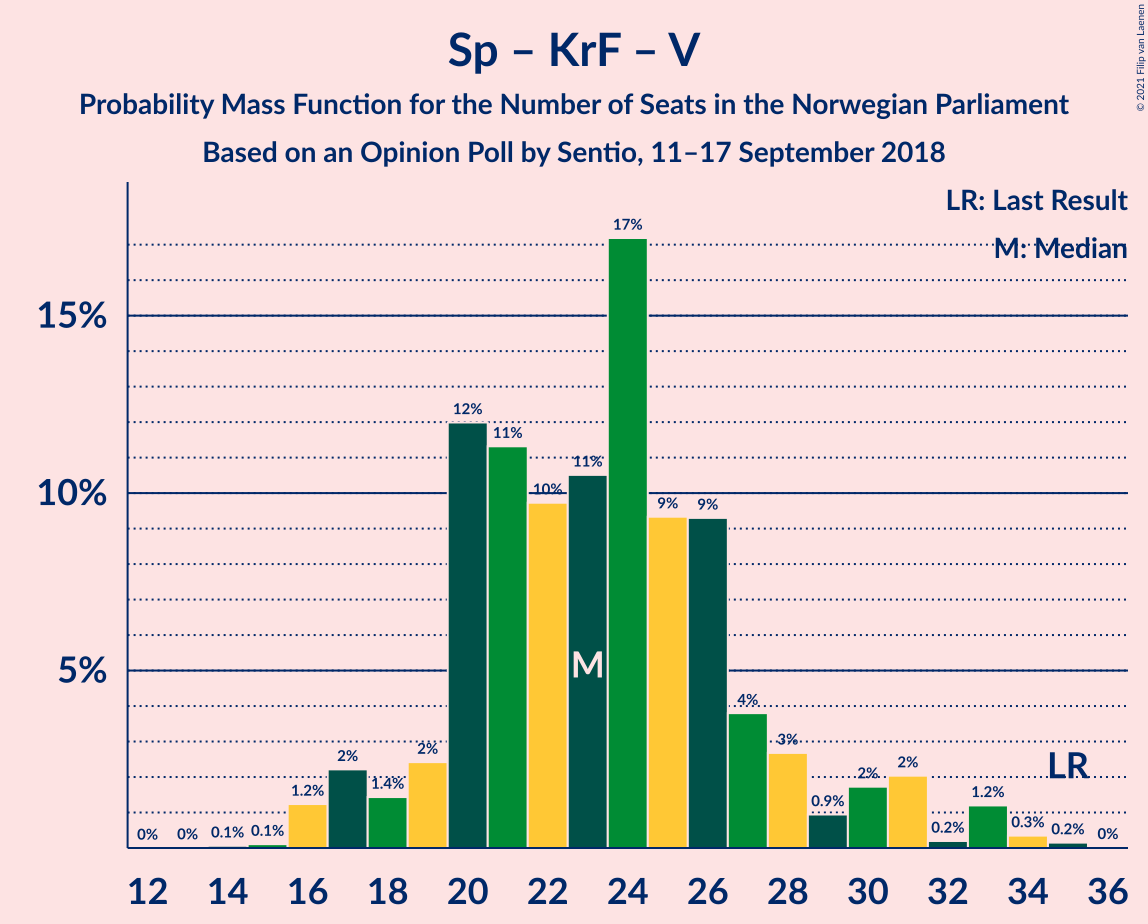 Sp – KrF – V
Probability Mass Function for the Number of Seats in the Norwegian Parliament
Based on an Opinion Poll by Sentio, 11–17 September 2018
© 2021 Filip van Laenen
LR: Last Result
M: Median
15%
10%
5%
0% 0% 0.1% 0.1% 1.2% 2% 1.4% 2% 12% 11% 10% 11% 17% 9% 9% 4% 3% 0.9% 2% 2% 0.2% 1.2% 0.3% 0.2% 0%
M
LR
12 14 16 18 20 22 24 26 28 30 32 34 36